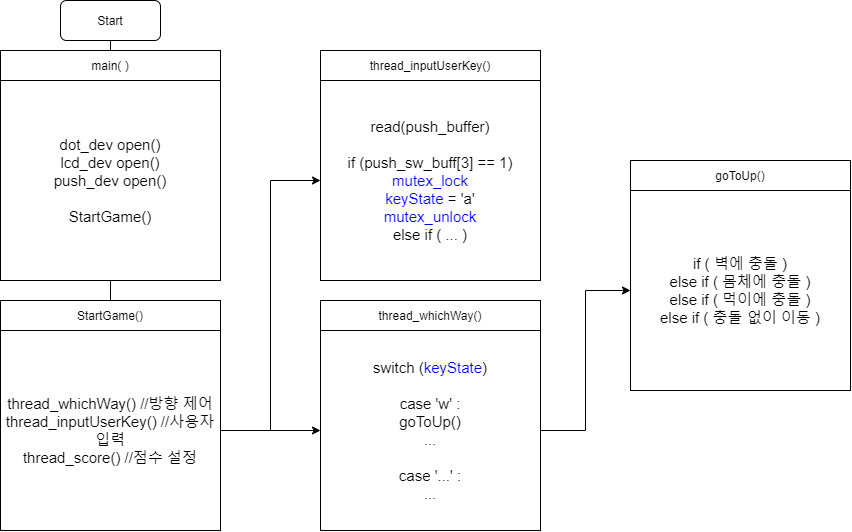 Start
main( )
dot_dev open()
lcd_dev open()
push_dev open()
StartGame()
StartGame()
thread_whichWay() //방향 제어
thread_inputUserKey() //사용자
입력
thread_score() //점수 설정
thread_inputUserKey()
read(push_buffer)
if (push_sw_buff[3] == 1)
mutex_lock
keyState = 'a'
mutex_unlock
else if ( ... )
thread_whichWay()
switch (keyState)
case 'w' :
goToUp()
...
case '...' :
...
goToUp()
if ( 벽에 충돌 )
else if ( 몸체에 충돌 )
else if ( 먹이에 충돌 )
else if ( 충돌 없이 이동 )